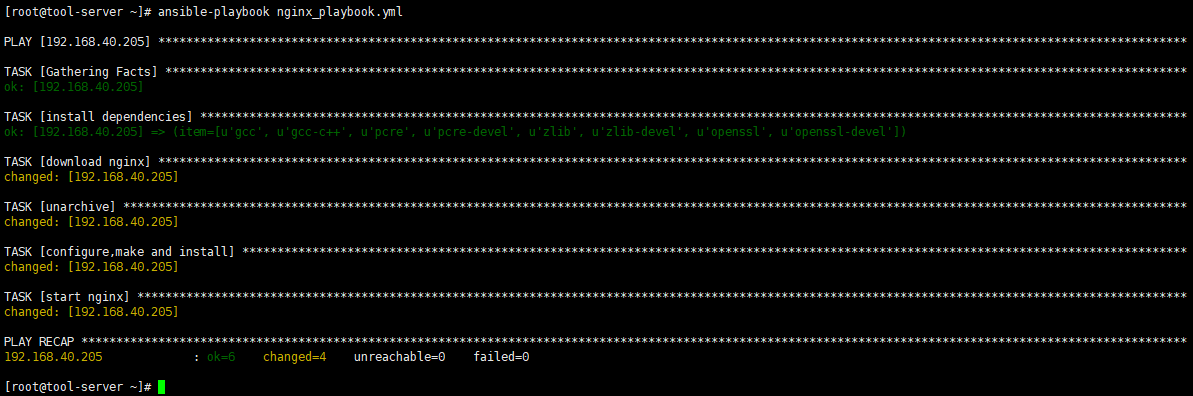 [root@tool-server ~]# ansible-playbook nginx_playbook.yml
PLAY [192.168.40.205] ***************************************************************************************************************************************************
TASK [Gathering Facts] **************************************************************************************************************************************************
ok: [192.168.40.205]
TASK [install dependencies] *********************************************************************************************************************************************
ok: [192.168.40.205] => (item=[u'gcc', u'gcc-c++', u'pcre', u'pcre-devel', u'zlib', u'zlib-devel', u'openssl', u'openssl-devel'])
TASK [download nginx] ***************************************************************************************************************************************************
changed: [192.168.40.205]
TASK [unarchive] ********************************************************************************************************************************************************
changed: [192.168.40.205]
TASK [configure,make and install] ***************************************************************************************************************************************
changed: [192.168.40.205]
TASK [start nginx] ******************************************************************************************************************************************************
changed: [192.168.40.205]
PLAY RECAP **************************************************************************************************************************************************************
192.168.40.205             : ok=6    changed=4    unreachable=0    failed=0
[root@tool-server ~]#